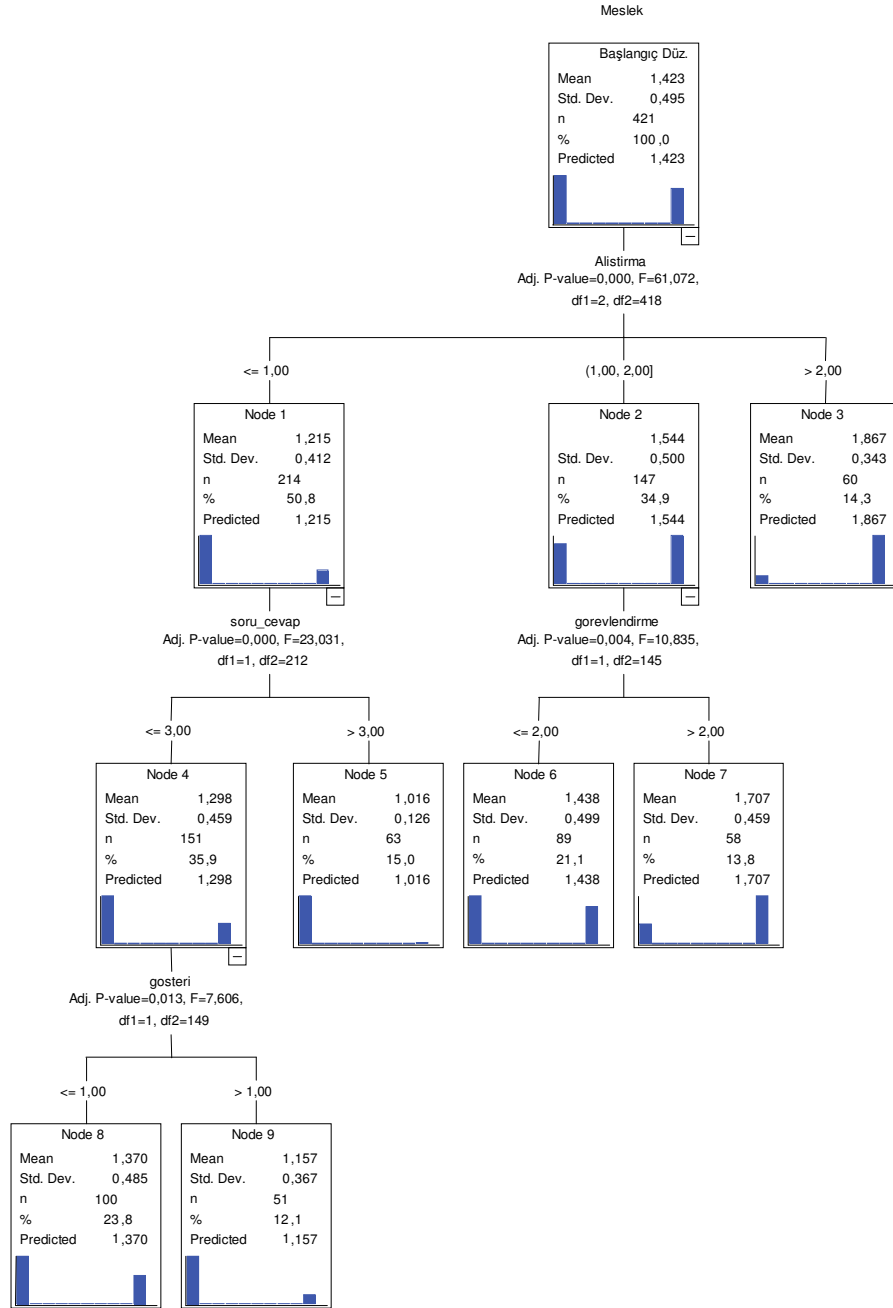 Meslek
Başlangıç Düz.
Mean 1,423
Std. Dev. 0,495
n 421
% 100,0
Predicted 1,423
Alistirma
Adj. P-value=0,000, F=61,072,
df1=2, df2=418
<= 1,00
(1,00, 2,00]
> 2,00
Node 1
Mean 1,215
Std. Dev. 0,412
n 214
% 50,8
Predicted 1,215
Node 2
1,544
Std. Dev. 0,500
n 147
% 34,9
Predicted 1,544
Node 3
Mean 1,867
Std. Dev. 0,343
n 60
% 14,3
Predicted 1,867
soru_cevap
Adj. P-value=0,000, F=23,031,
df1=1, df2=212
gorevlendirme
Adj. P-value=0,004, F=10,835,
df1=1, df2=145
<= 3,00
> 3,00
<= 2,00
> 2,00
Node 4
Mean 1,298
Std. Dev. 0,459
n 151
% 35,9
Predicted 1,298
Node 5
Mean 1,016
Std. Dev. 0,126
n 63
% 15,0
Predicted 1,016
Node 6
Mean 1,438
Std. Dev. 0,499
n 89
% 21,1
Predicted 1,438
Node 7
Mean 1,707
Std. Dev. 0,459
n 58
% 13,8
Predicted 1,707
gosteri
Adj. P-value=0,013, F=7,606,
df1=1, df2=149
<= 1,00
> 1,00
Node 8
Mean 1,370
Std. Dev. 0,485
n 100
% 23,8
Predicted 1,370
Node 9
Mean 1,157
Std. Dev. 0,367
n 51
% 12,1
Predicted 1,157